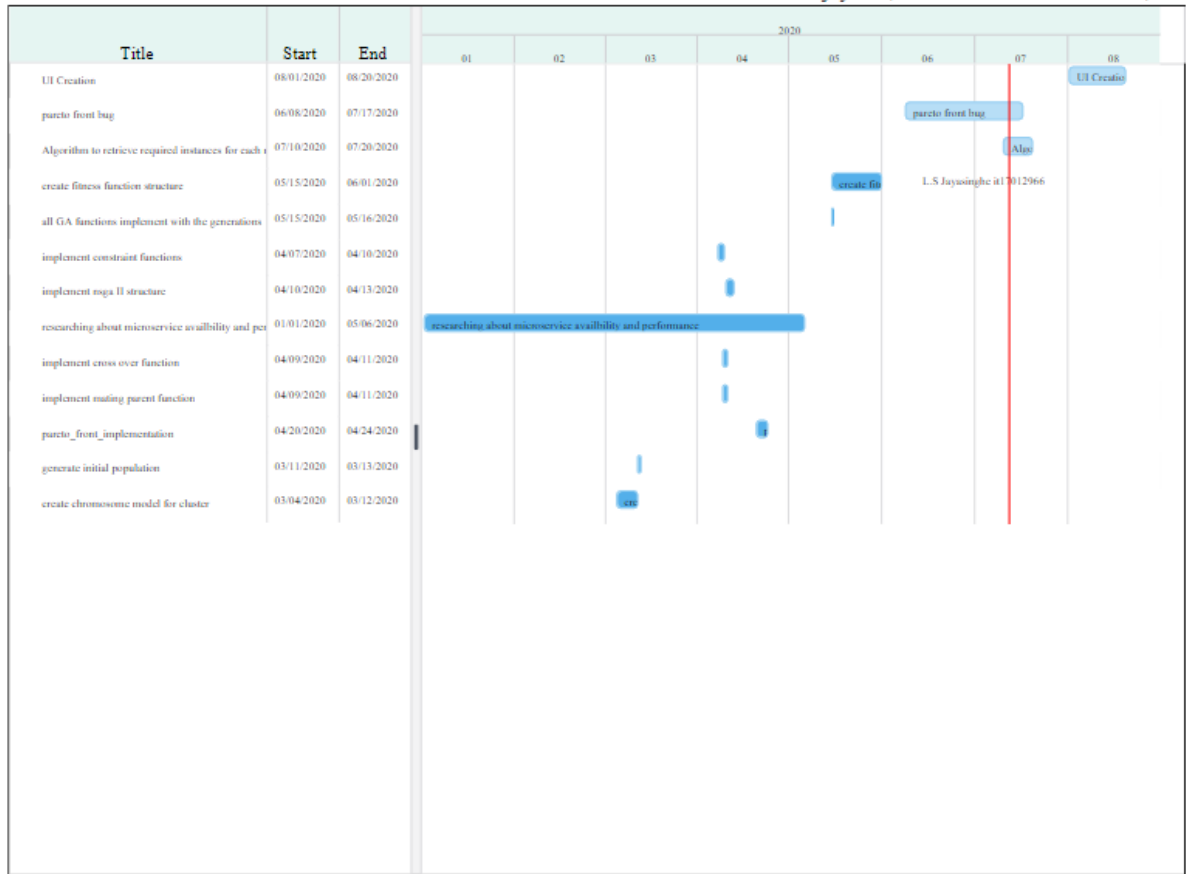 2020
Title Start End 01 02 03 04 05 06 07 08
UI Creation 08/01/2020 08/20/2020 UI Creatio
pareto front bug 06/08/2020 07/17/2020 pareto front bug
Algorithm to retrieve required instances for each 07/10/2020 07/20/2020 Algo
create fitness function structure 05/15/2020 06/01/2020 create fit L.S Jayasinghe it17012966
all GA functions implement with the generations 05/15/2020 05/16/2020
implement constraint functions 04/07/2020 04/10/2020
implement nsga II structure 04/10/2020 04/13/2020
researching about microservice availbility and per 01/01/2020 05/06/2020 researching about microservice availbility and performance
implement cross over function 04/09/2020 04/11/2020
implement mating parent function 04/09/2020 04/11/2020
pareto_front_implementation 04/20/2020 04/24/2020
generate initial population 03/11/2020 03/13/2020
create chromosome model for cluster 03/04/2020 03/12/2020 cre